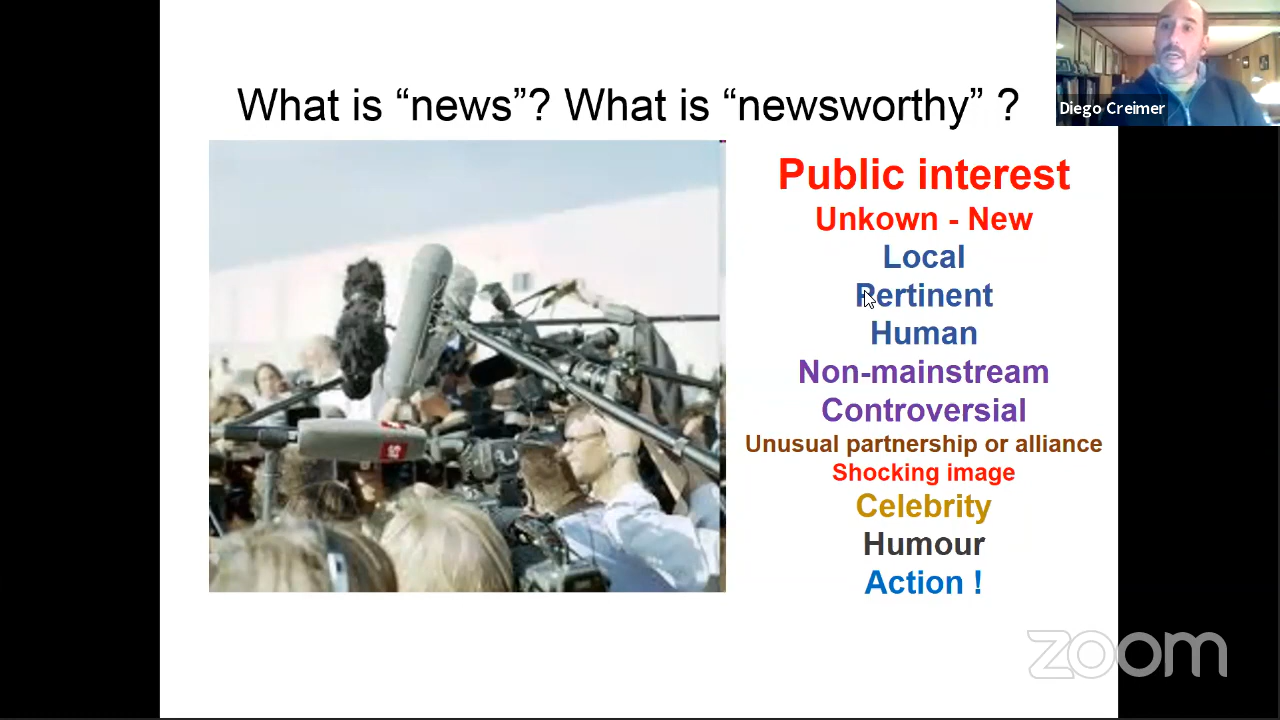 What is “news”? What is “newsworthy” ?
Diego Creimer
Public interest
Unkown - New
Local
Pertinent
Human
Non-mainstream
Controversial
Unusual partnership or alliance
Shocking image
Celebrity
Humour
Action !
zoom